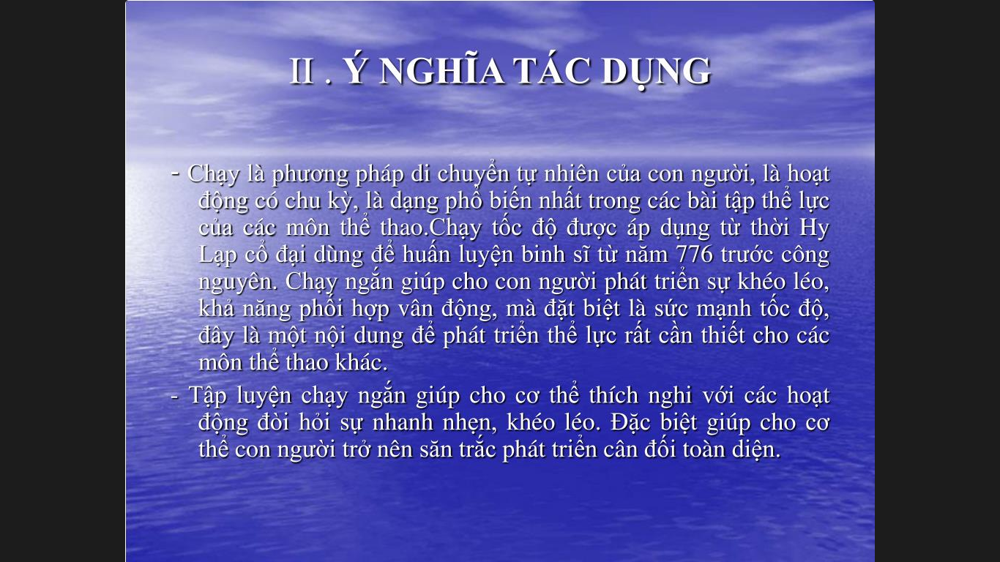 II . Ý NGHĨA TÁC DỤNG
- Chạy là phương pháp di chuyển tự nhiên của con người, là hoạt
động có chu kỳ, là dạng phổ biến nhất trong các bài tập thể lực
của các môn thể thao.Chạy tốc độ được áp dụng từ thời Hy
Lạp cổ đại dùng để huấn luyện binh sĩ từ năm 776 trước công
nguyên. Chạy ngắn giúp cho con người phát triển sự khéo léo,
khả năng phối hợp vân động, mà đặt biệt là sức mạnh tốc độ,
đây là một nội dung để phát triển thể lực rất cần thiết cho các
môn thể thao khác.
- Tập luyện chạy ngắn giúp cho cơ thể thích nghi với các hoạt
động đòi hỏi sự nhanh nhẹn, khéo léo. Đặc biệt giúp cho cơ
thể con người trở nên săn trắc phát triển cân đối toàn diện.